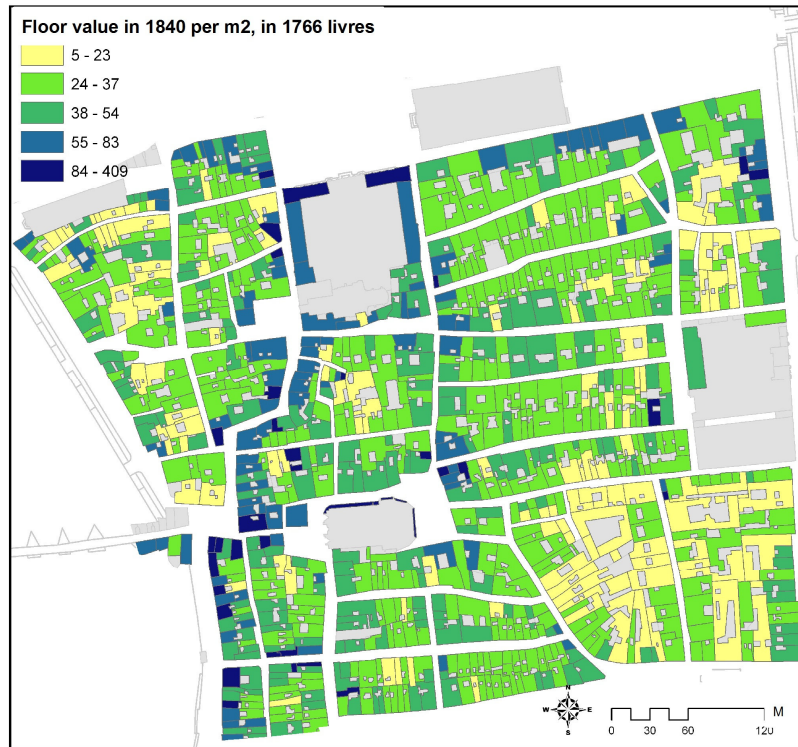 Floor value in 1840 per m2, in 1766 livres
5 - 23
24 - 37
38 - 54
55 - 83
84 - 409
N
W E
S
M
0 30 60 120